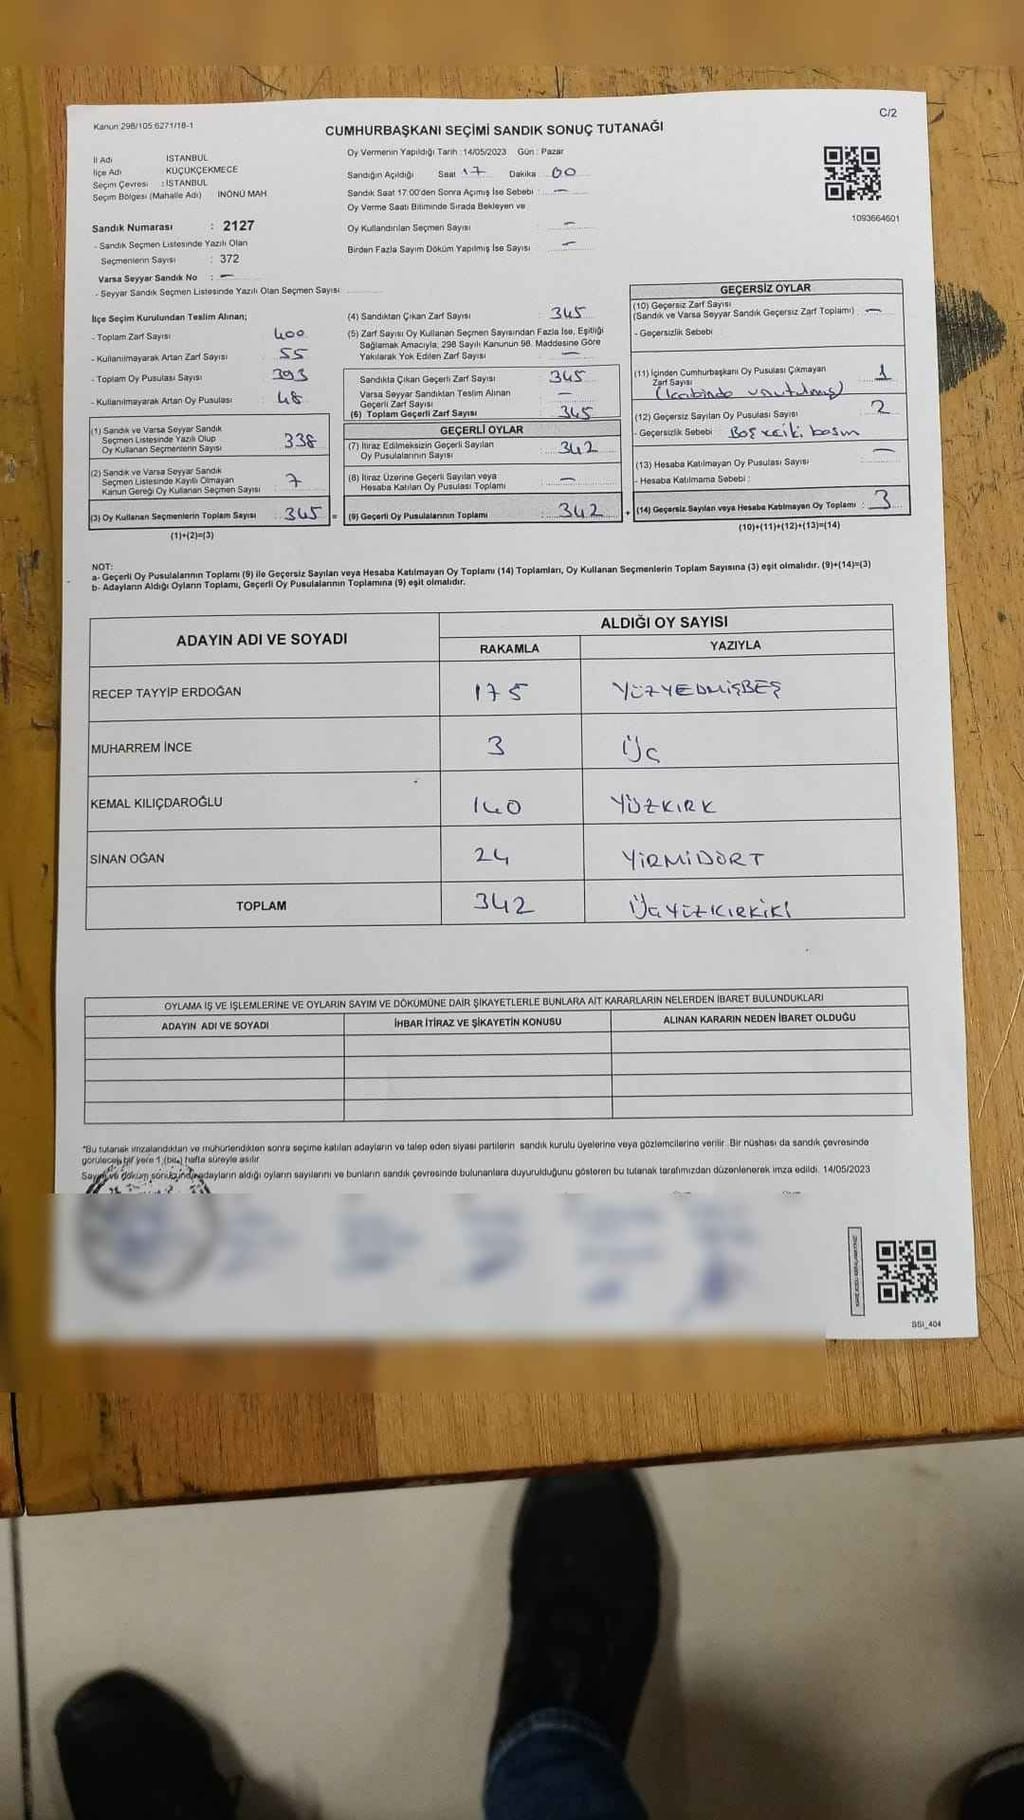 Kanun 298/105 6271/18-1
C/2
CUMHURBAŞKANI SEÇİMİ SANDIK SONUÇ TUTANAĞI
İl Adı İSTANBUL
İlçe Adı KÜÇÜKÇEKMECE
Seçim Çevresi : İSTANBUL
Seçim Bölgesi (Mahalle Adı) İNÖNÜ MAH
Sandık Numarası : 2127
- Sandık Seçmen Listesinde Yazılı Olan
Seçmenlerin Sayısı : 372
Varsa Seyyar Sandık No : —
- Seyyar Sandık Seçmen Listesinde Yazılı Olan Seçmen Sayısı
Oy Vermenin Yapıldığı Tarih :14/05/2023 Gün : Pazar
Sandığın Açıldığı Saat 17 Dakika 00
Sandık Saat 17:00'den Sonra Açımış İse Sebebi : —
Oy Verme Saati Bitiminde Sırada Bekleyen ve
Oy Kullandırılan Seçmen Sayısı —
Birden Fazla Sayım Döküm Yapılmış İse Sayısı —
1093664601
İlçe Seçim Kurulundan Teslim Alınan;
- Toplam Zarf Sayısı 400
- Kullanılmayarak Artan Zarf Sayısı 55
- Toplam Oy Pusulası Sayısı 393
- Kullanılmayarak Artan Oy Pusulası 48
(1) Sandık ve Varsa Seyyar Sandık
Seçmen Listesinde Yazılı Olup
Oy Kullanan Seçmenlerin Sayısı 338
(2) Sandık ve Varsa Seyyar Sandık
Seçmen Listesinde Kayıtlı Olmayan
Kanun Gereği Oy Kullanan Seçmen Sayısı 7
(3) Oy Kullanan Seçmenlerin Toplam Sayısı : 345 =
(1)+(2)=(3)
(4) Sandıktan Çıkan Zarf Sayısı 345
(5) Zarf Sayısı Oy Kullanan Seçmen Sayısından Fazla İse, Eşitliği
Sağlamak Amacıyla, 298 Sayılı Kanunun 98. Maddesine Göre
Yakılarak Yok Edilen Zarf Sayısı —
Sandıkta Çıkan Geçerli Zarf Sayısı 345
Varsa Seyyar Sandıktan Teslim Alınan
Geçerli Zarf Sayısı —
(6) Toplam Geçerli Zarf Sayısı 345
GEÇERLİ OYLAR
(7) İtiraz Edilmeksizin Geçerli Sayılan
Oy Pusulalarının Sayısı 342
(8) İtiraz Üzerine Geçerli Sayılan veya
Hesaba Katılan Oy Pusulası Toplamı —
(9) Geçerli Oy Pusulalarının Toplamı 342 +
GEÇERSİZ OYLAR
(10) Geçersiz Zarf Sayısı
(Sandık ve Varsa Seyyar Sandık Geçersiz Zarf Toplamı) —
- Geçersizlik Sebebi
(11) İçinden Cumhurbaşkanı Oy Pusulası Çıkmayan
Zarf Sayısı 1
(kabinde unutulmuş)
(12) Geçersiz Sayılan Oy Pusulası Sayısı 2
- Geçersizlik Sebebi Boş ve iki basım
(13) Hesaba Katılmayan Oy Pusulası Sayısı —
- Hesaba Katılmama Sebebi :
(14) Geçersiz Sayılan veya Hesaba Katılmayan Oy Toplamı : 3
(10)+(11)+(12)+(13)=(14)
NOT:
a- Geçerli Oy Pusulalarının Toplamı (9) ile Geçersiz Sayılan veya Hesaba Katılmayan Oy Toplamı (14) Toplamları, Oy Kullanan Seçmenlerin Toplam Sayısına (3) eşit olmalıdır. (9)+(14)=(3)
b- Adayların Aldığı Oyların Toplamı, Geçerli Oy Pusulalarının Toplamına (9) eşit olmalıdır.
ADAYIN ADI VE SOYADI ALDIĞI OY SAYISI
RAKAMLA YAZIYLA
RECEP TAYYİP ERDOĞAN 175 YÜZYEDMİŞBEŞ
MUHARREM İNCE 3 ÜÇ
KEMAL KILIÇDAROĞLU 140 YÜZKIRK
SİNAN OĞAN 24 YİRMİDÖRT
TOPLAM 342 ÜÇYÜZKIRKİKİ
OYLAMA İŞ VE İŞLEMLERİNE VE OYLARIN SAYIM VE DÖKÜMÜNE DAİR ŞİKAYETLERLE BUNLARA AİT KARARLARIN NELERDEN İBARET BULUNDUKLARI
ADAYIN ADI VE SOYADI İHBAR İTİRAZ VE ŞİKAYETİN KONUSU ALINAN KARARIN NEDEN İBARET OLDUĞU
*Bu tutanak imzalandıktan ve mühürlendikten sonra seçime katılan adayların ve talep eden siyasi partilerin sandık kurulu üyelerine veya gözlemcilerine verilir. Bir nüshası da sandık çevresinde
görülecek bir yere 1 (bir) hafta süreyle asılır
Sayım ve döküm sonucunda adayların aldığı oyların sayılarını ve bunların sandık çevresinde bulunanlara duyurulduğunu gösteren bu tutanak tarafımızdan düzenlenerek imza edildi. 14/05/2023
SSI_404